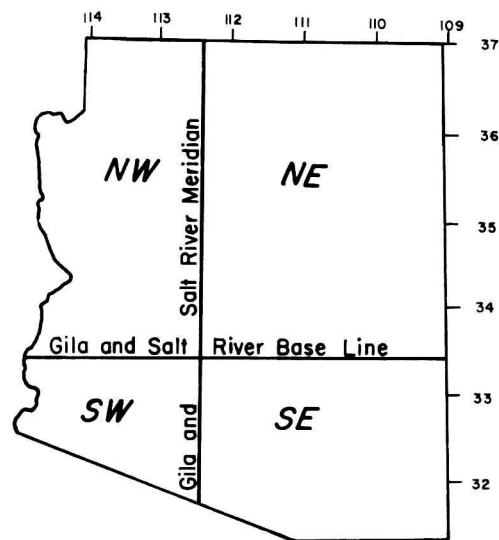 114 113 112 111 110 109
37
36
35
34
33
32
NW
NE
Gila and Salt River Meridian
Gila and Salt River Base Line
SW
SE